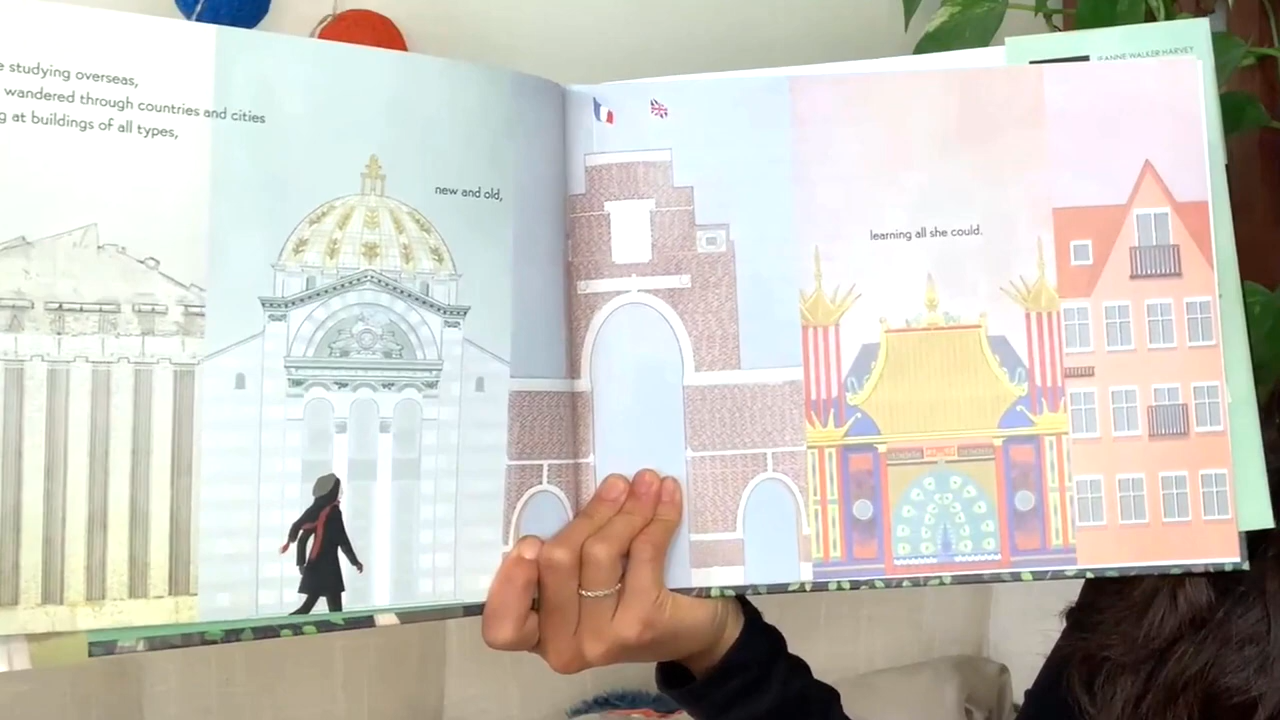 e studying overseas,
wandered through countries and cities
g at buildings of all types,
new and old,
learning all she could.
JEANNE WALKER HARVEY